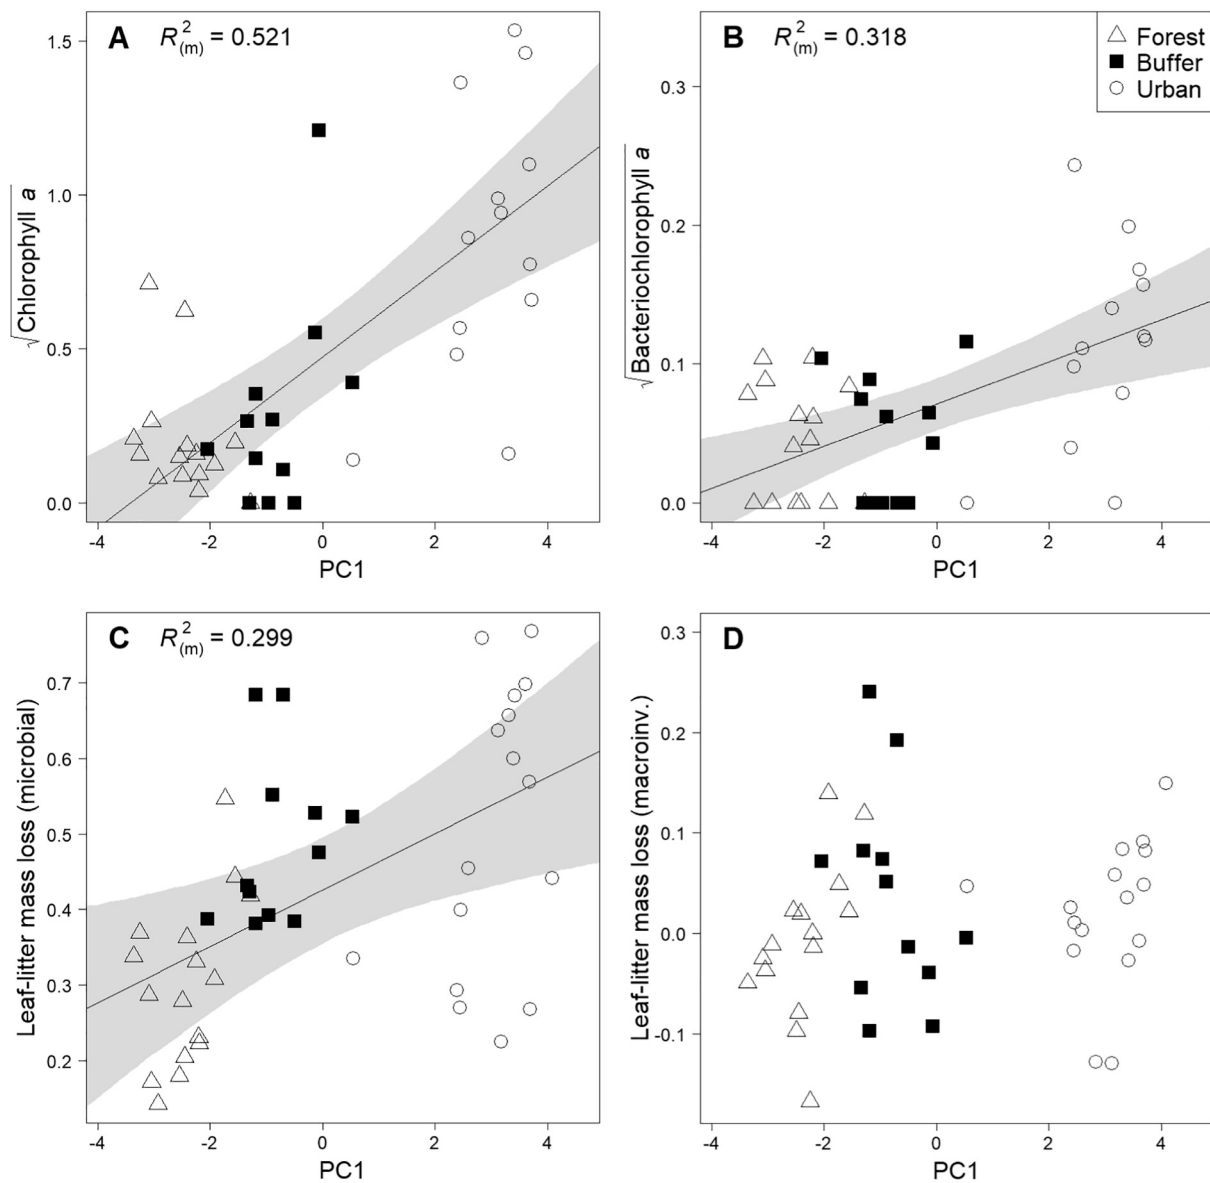 A R²(m) = 0.521
1.5
1.0
0.5
0.0
√Chlorophyll a
-4 -2 0 2 4
PC1
B R²(m) = 0.318
Forest
Buffer
Urban
0.3
0.2
0.1
0.0
√Bacteriochlorophyll a
-4 -2 0 2 4
PC1
C R²(m) = 0.299
0.7
0.6
0.5
0.4
0.3
0.2
Leaf-litter mass loss (microbial)
-4 -2 0 2 4
PC1
D
0.3
0.2
0.1
0.0
-0.1
Leaf-litter mass loss (macroinv.)
-4 -2 0 2 4
PC1